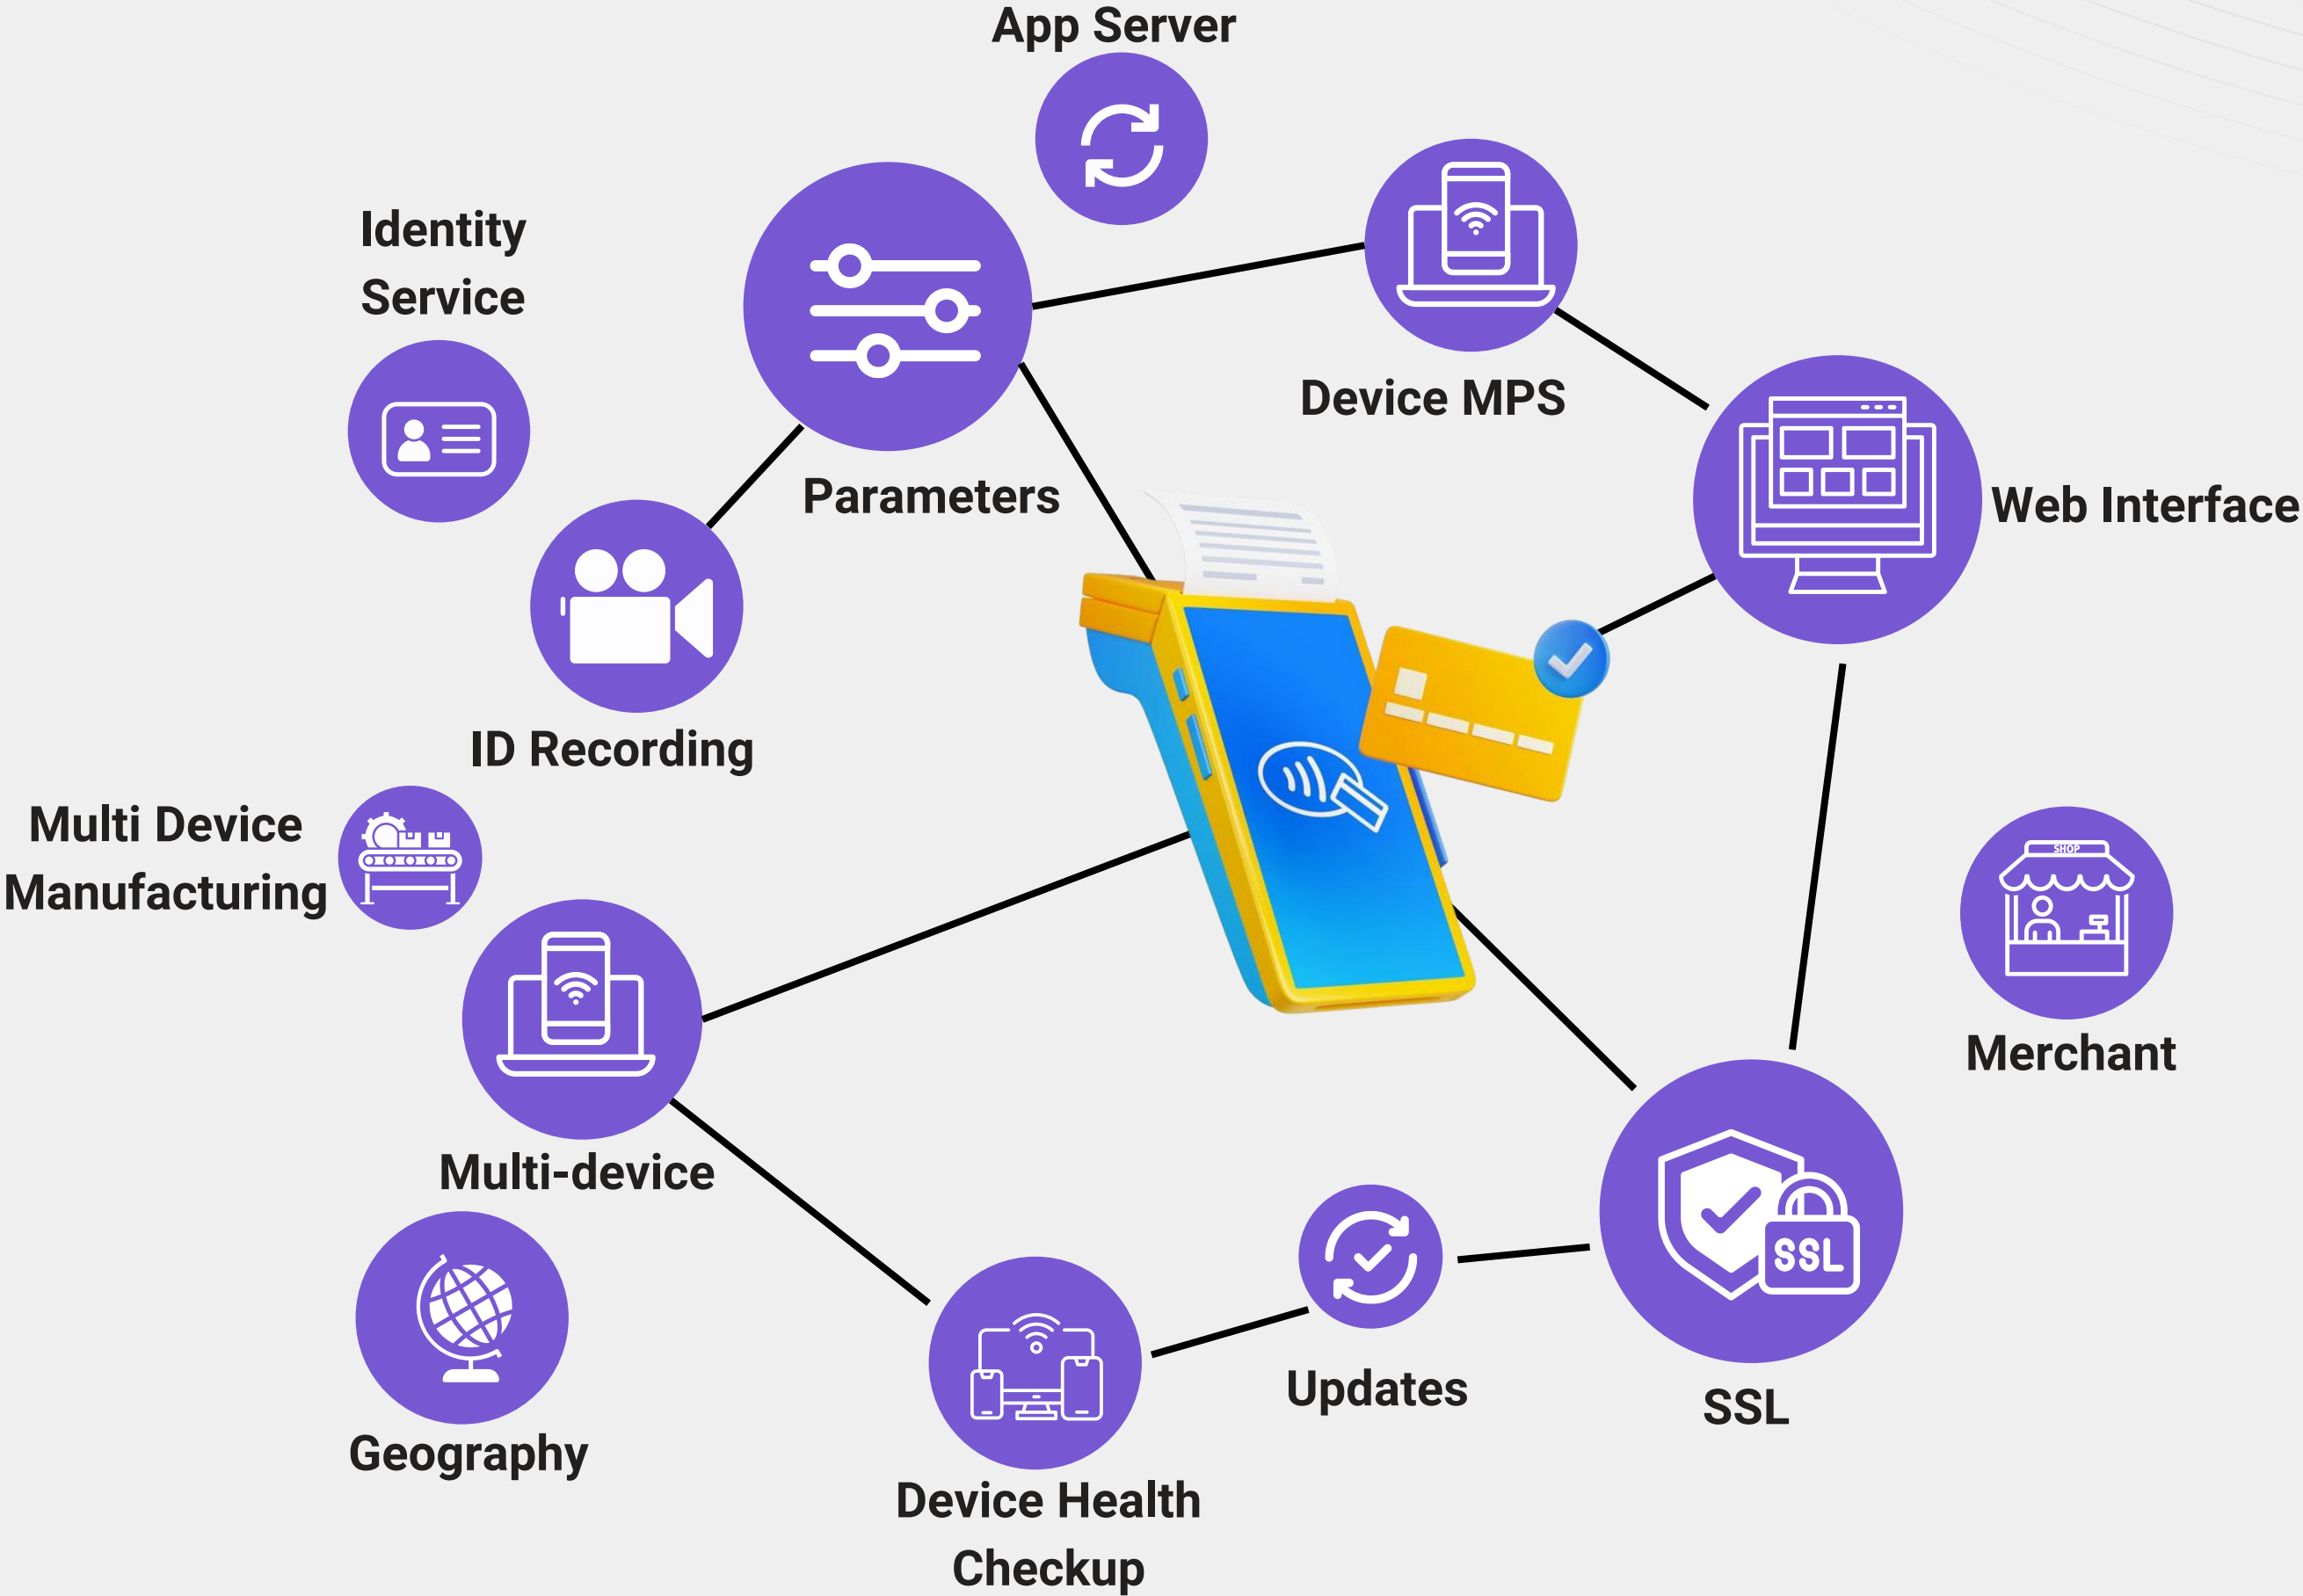 App Server
Identity
Service
Device MPS
Parameters
Web Interface
ID Recording
Multi Device
Manufacturing
SHOP
Merchant
Multi-device
SSL
Updates
SSL
Geography
Device Health
Checkup